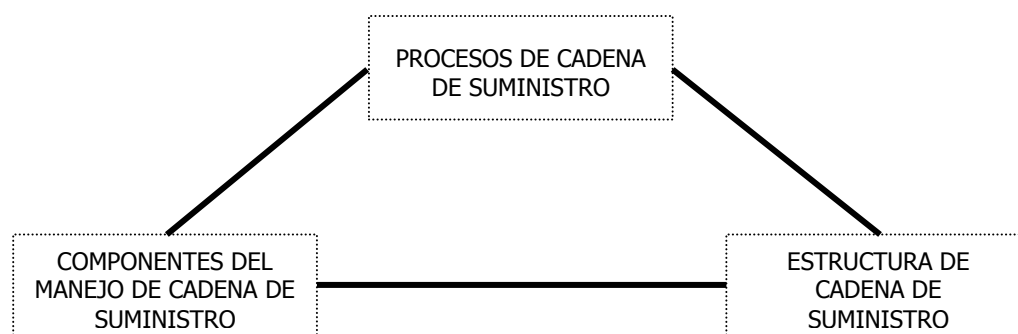 PROCESOS DE CADENA
DE SUMINISTRO
COMPONENTES DEL
MANEJO DE CADENA DE
SUMINISTRO
ESTRUCTURA DE
CADENA DE
SUMINISTRO